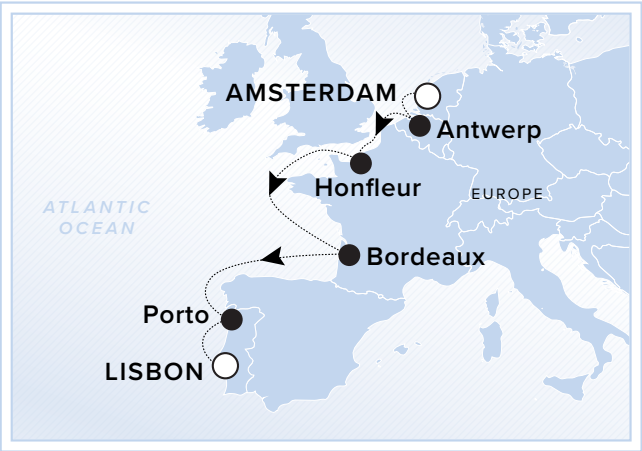 AMSTERDAM
Antwerp
Honfleur
EUROPE
ATLANTIC
OCEAN
Bordeaux
Porto
LISBON